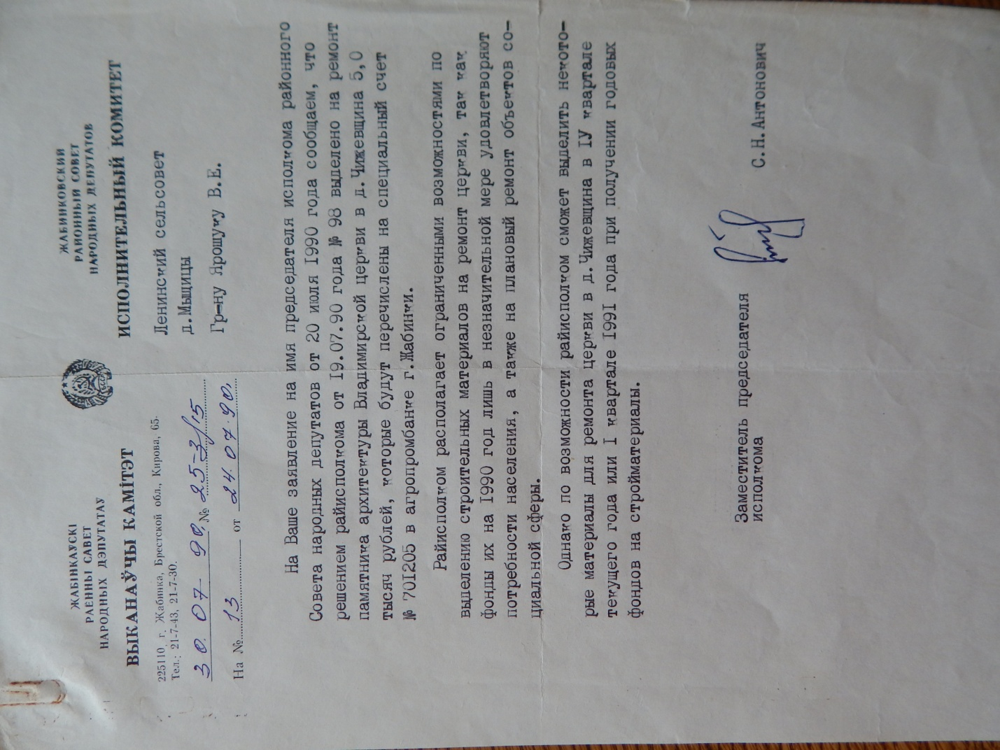 ЖАБІНКАЎСКІ
РАЕННЫ САВЕТ
НАРОДНЫХ ДЭПУТАТАЎ
ВЫКАНАЎЧЫ КАМІТЭТ
225110, г. Жабинка, Брестской обл., Кирова, 65.
Тел.: 21-7-43, 21-7-30.
30.07 90, № 25-3/15
На № 13 от 24.07.90,
БССР
ЖАБИНКОВСКИЙ
РАЙОННЫЙ СОВЕТ
НАРОДНЫХ ДЕПУТАТОВ
ИСПОЛНИТЕЛЬНЫЙ КОМИТЕТ
Ленинский сельсовет
д.Мыщицы
Гр-ну Ярощуку В.Е.
На Ваше заявление на имя председателя исполкома районного
Совета народных депутатов от 20 июля 1990 года сообщаем, что
решением райисполкома от 19.07.90 года № 98 выделено на ремонт
памятника архитектуры Владимирской церкви в д.Чижевщина 5,0
тысяч рублей, которые будут перечислены на специальный счет
№ 701205 в агропромбанке г.Жабинки.
Райисполком располагает ограниченными возможностями по
выделению строительных материалов на ремонт церкви, так как
фонды их на 1990 год лишь в незначительной мере удовлетворяют
потребности населения, а также на плановый ремонт объектов со-
циальной сферы.
Однако по возможности райисполком сможет выделить некото-
рые материалы для ремонта церкви в д.Чижевщина в IУ квартале
текущего года или I квартале 1991 года при получении годовых
фондов на стройматериалы.
Заместитель председателя
исполкома С.Н.Антонович